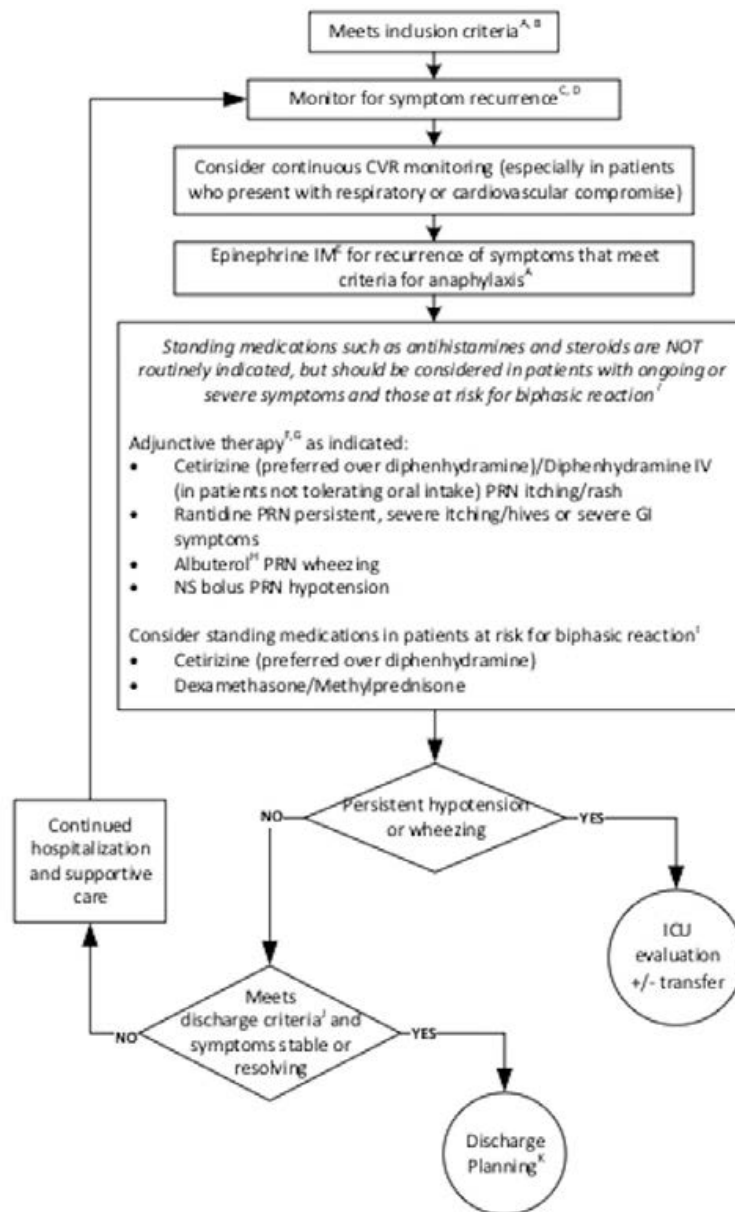 Meets inclusion criteria^A, B
Monitor for symptom recurrence^C, D
Consider continuous CVR monitoring (especially in patients
who present with respiratory or cardiovascular compromise)
Epinephrine IM^E for recurrence of symptoms that meet
criteria for anaphylaxis^A
Standing medications such as antihistamines and steroids are NOT
routinely indicated, but should be considered in patients with ongoing or
severe symptoms and those at risk for biphasic reaction^I
Adjunctive therapy^F,G as indicated:
• Cetirizine (preferred over diphenhydramine)/Diphenhydramine IV
(in patients not tolerating oral intake) PRN itching/rash
• Rantidine PRN persistent, severe itching/hives or severe GI
symptoms
• Albuterol^H PRN wheezing
• NS bolus PRN hypotension
Consider standing medications in patients at risk for biphasic reaction^I
• Cetirizine (preferred over diphenhydramine)
• Dexamethasone/Methylprednisone
Persistent hypotension
or wheezing
NO
YES
Continued
hospitalization
and supportive
care
ICU
evaluation
+/- transfer
Meets
discharge criteria^J and
symptoms stable or
resolving
NO
YES
Discharge
Planning^K